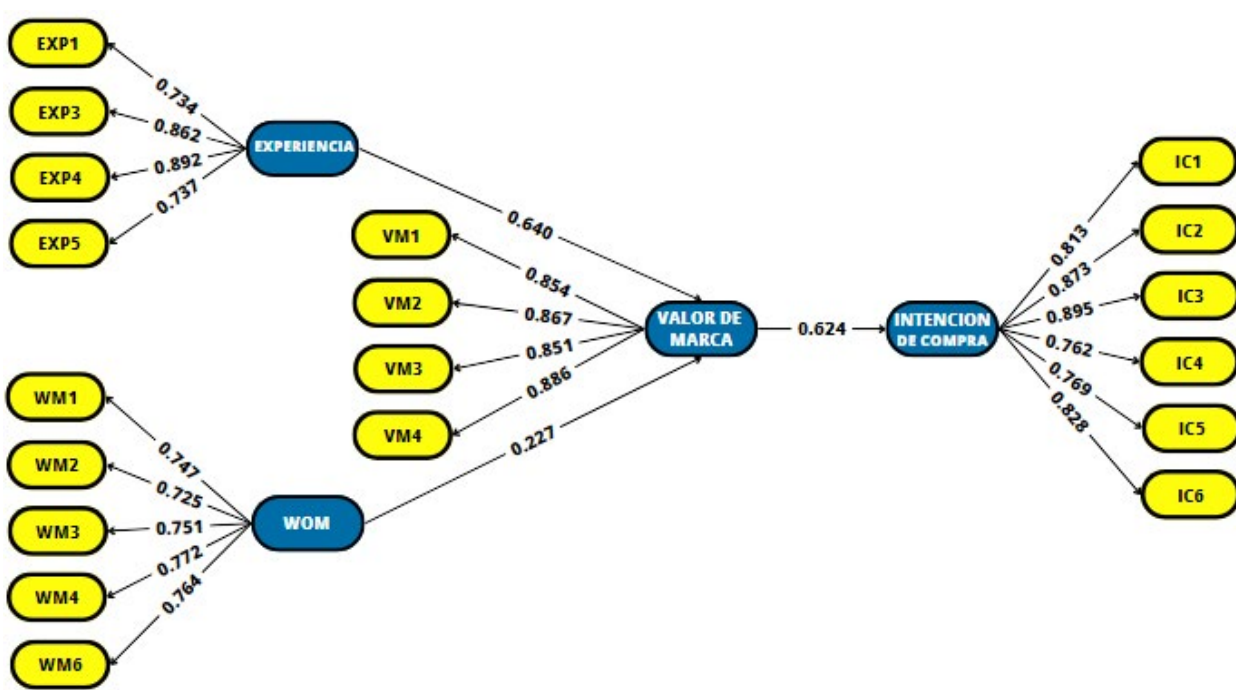 EXP1
0.734
EXP3
0.862
EXP4
0.892
EXP5
0.737
EXPERIENCIA
0.640
VM1
0.854
VM2
0.867
VM3
0.851
VM4
0.886
VALOR DE
MARCA
0.624
INTENCION
DE COMPRA
IC1
0.813
IC2
0.873
IC3
0.895
IC4
0.762
IC5
0.769
IC6
0.828
WM1
0.747
WM2
0.725
WM3
0.751
WM4
0.772
WM6
0.764
WOM
0.227